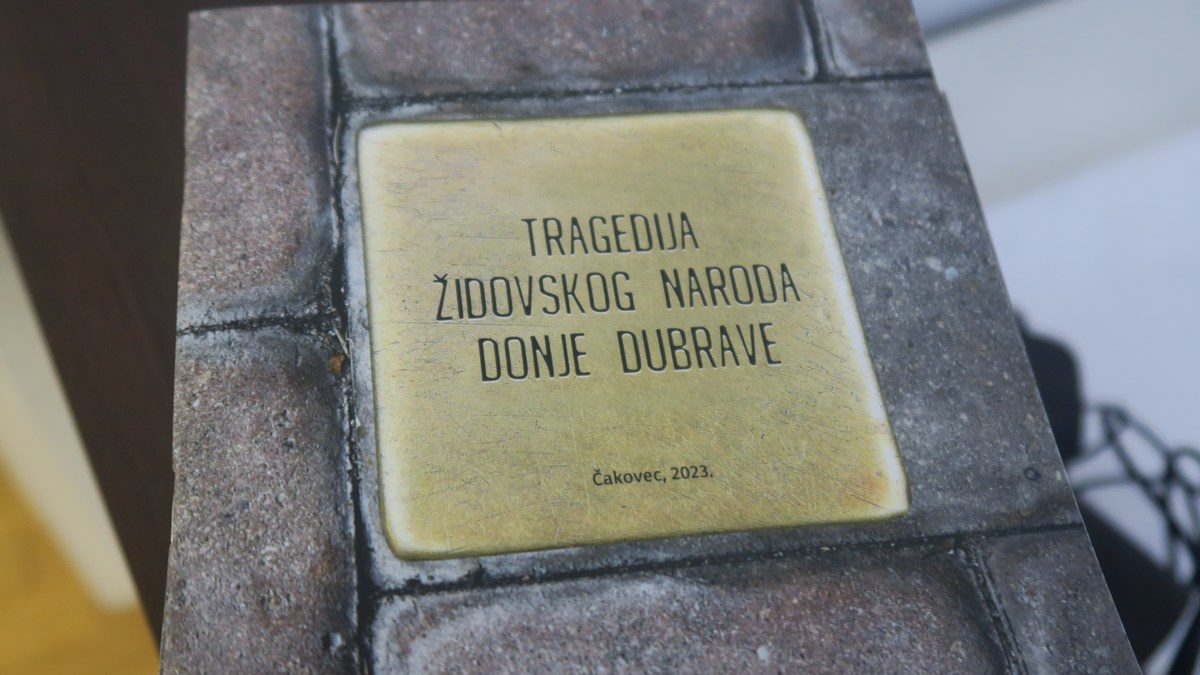 TRAGEDIJA
ŽIDOVSKOG NARODA
DONJE DUBRAVE
Čakovec, 2023.